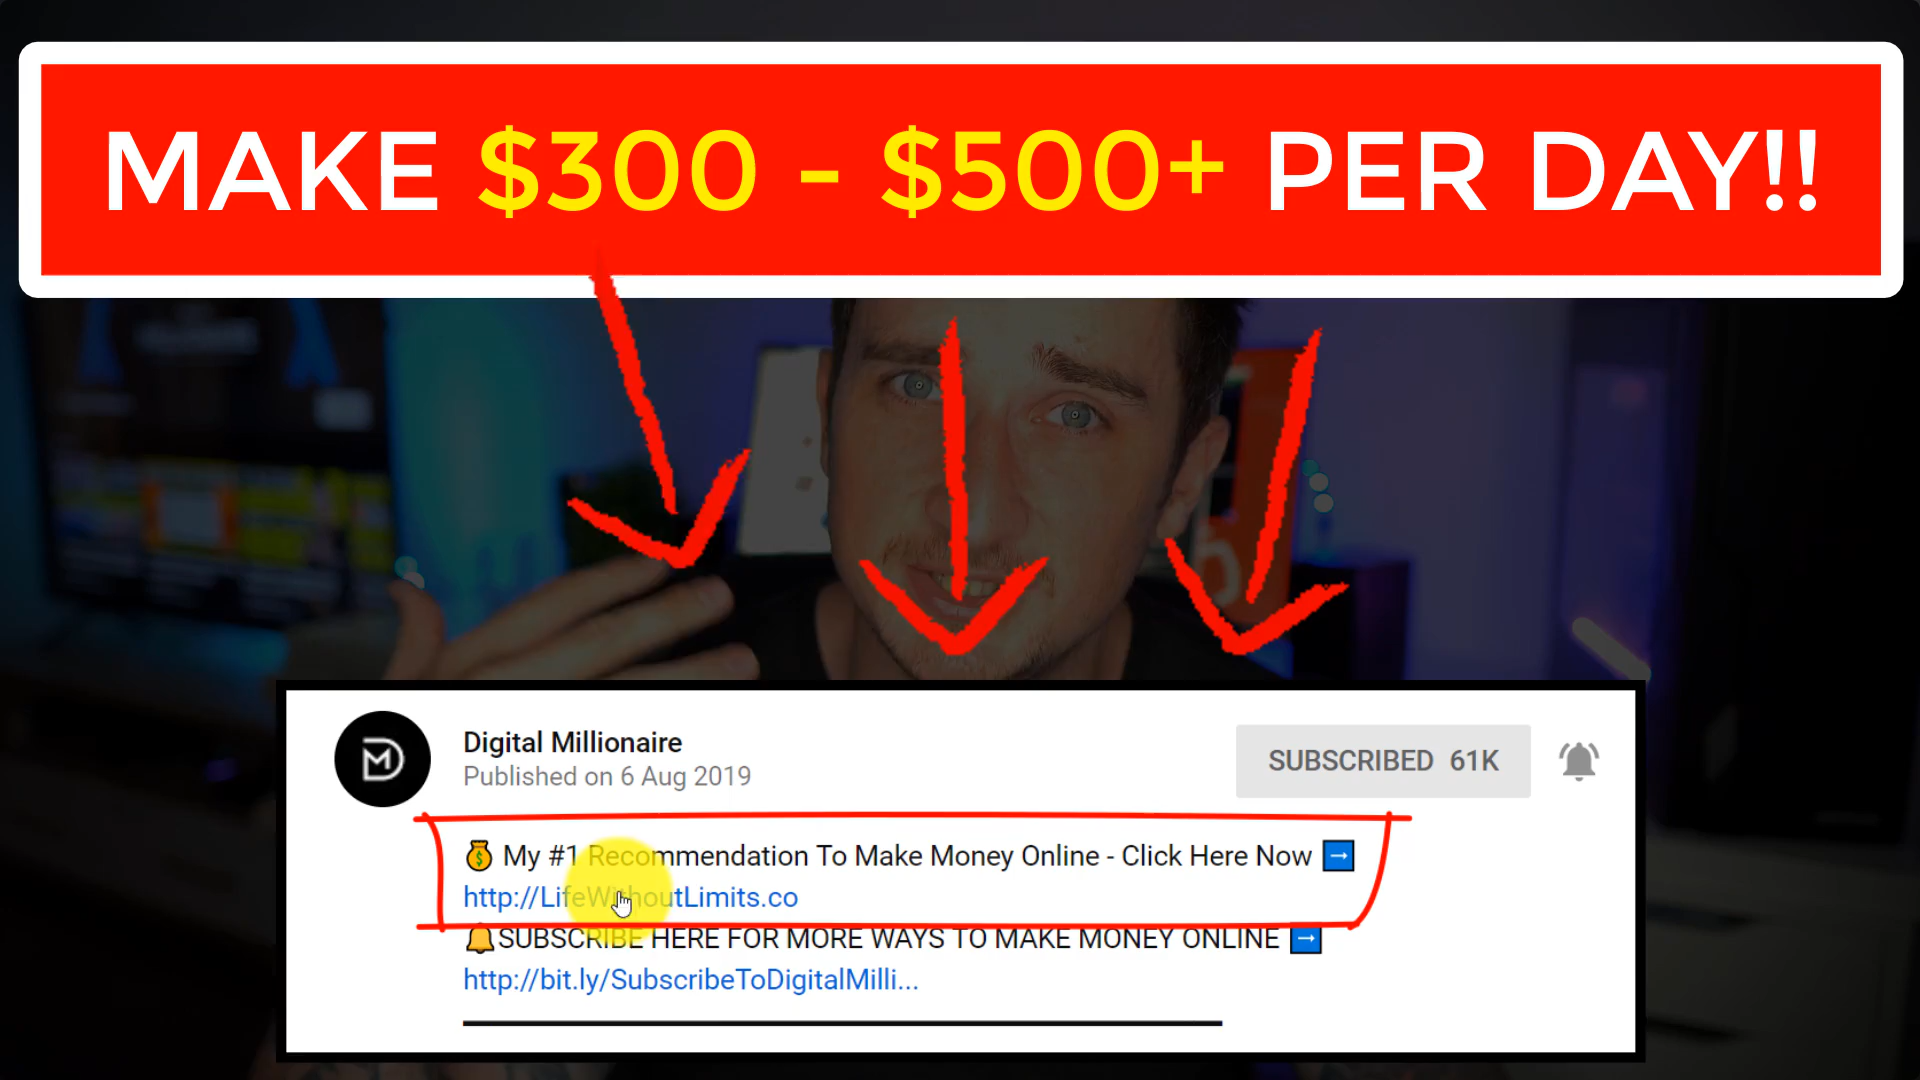 MAKE $300 - $500+ PER DAY!!
Digital Millionaire
SUBSCRIBED 61K
Published on 6 Aug 2019
My #1 Recommendation To Make Money Online - Click Here Now
http://LifeWithoutLimits.co
SUBSCRIBE HERE FOR MORE WAYS TO MAKE MONEY ONLINE
http://bit.ly/SubscribeToDigitalMilli...